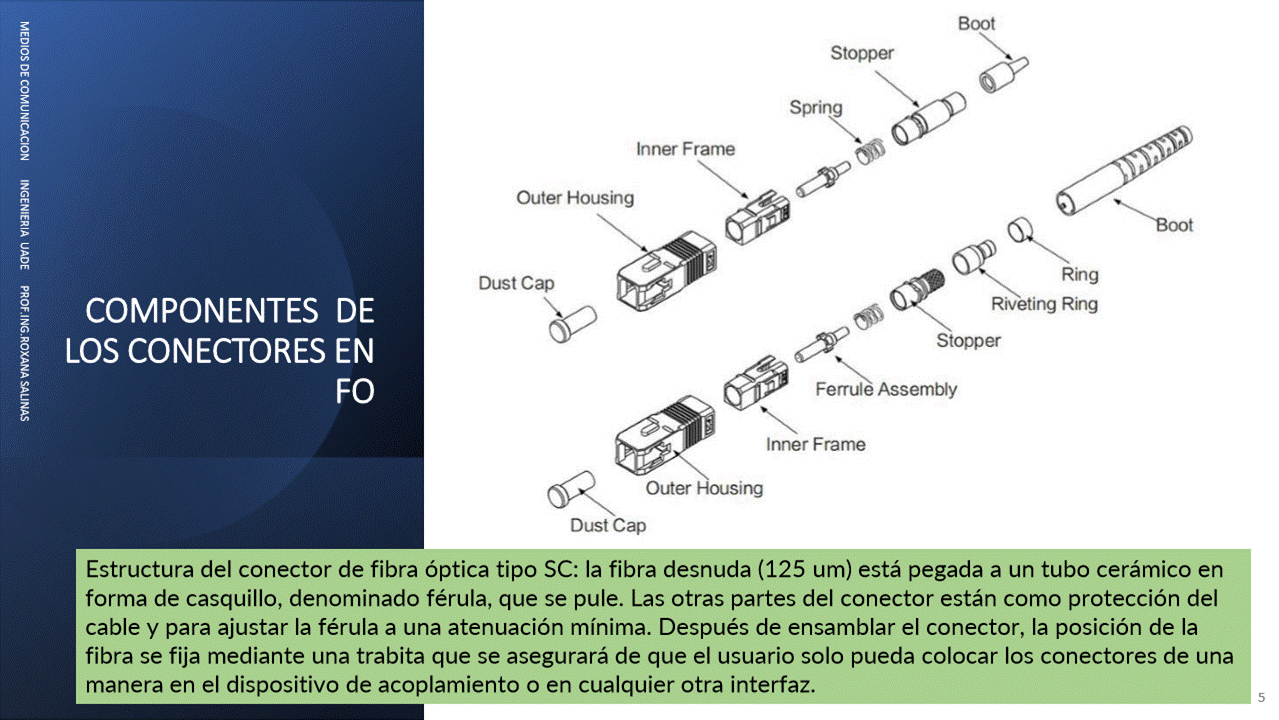 MEDIOS DE COMUNICACION INGENIERIA UADE PROF.ING.ROXANA SALINAS
COMPONENTES DE
LOS CONECTORES EN
FO
Boot
Stopper
Spring
Inner Frame
Outer Housing
Dust Cap
Boot
Ring
Riveting Ring
Stopper
Ferrule Assembly
Inner Frame
Outer Housing
Dust Cap
Estructura del conector de fibra óptica tipo SC: la fibra desnuda (125 um) está pegada a un tubo cerámico en
forma de casquillo, denominado férula, que se pule. Las otras partes del conector están como protección del
cable y para ajustar la férula a una atenuación mínima. Después de ensamblar el conector, la posición de la
fibra se fija mediante una trabita que se asegurará de que el usuario solo pueda colocar los conectores de una
manera en el dispositivo de acoplamiento o en cualquier otra interfaz.
5